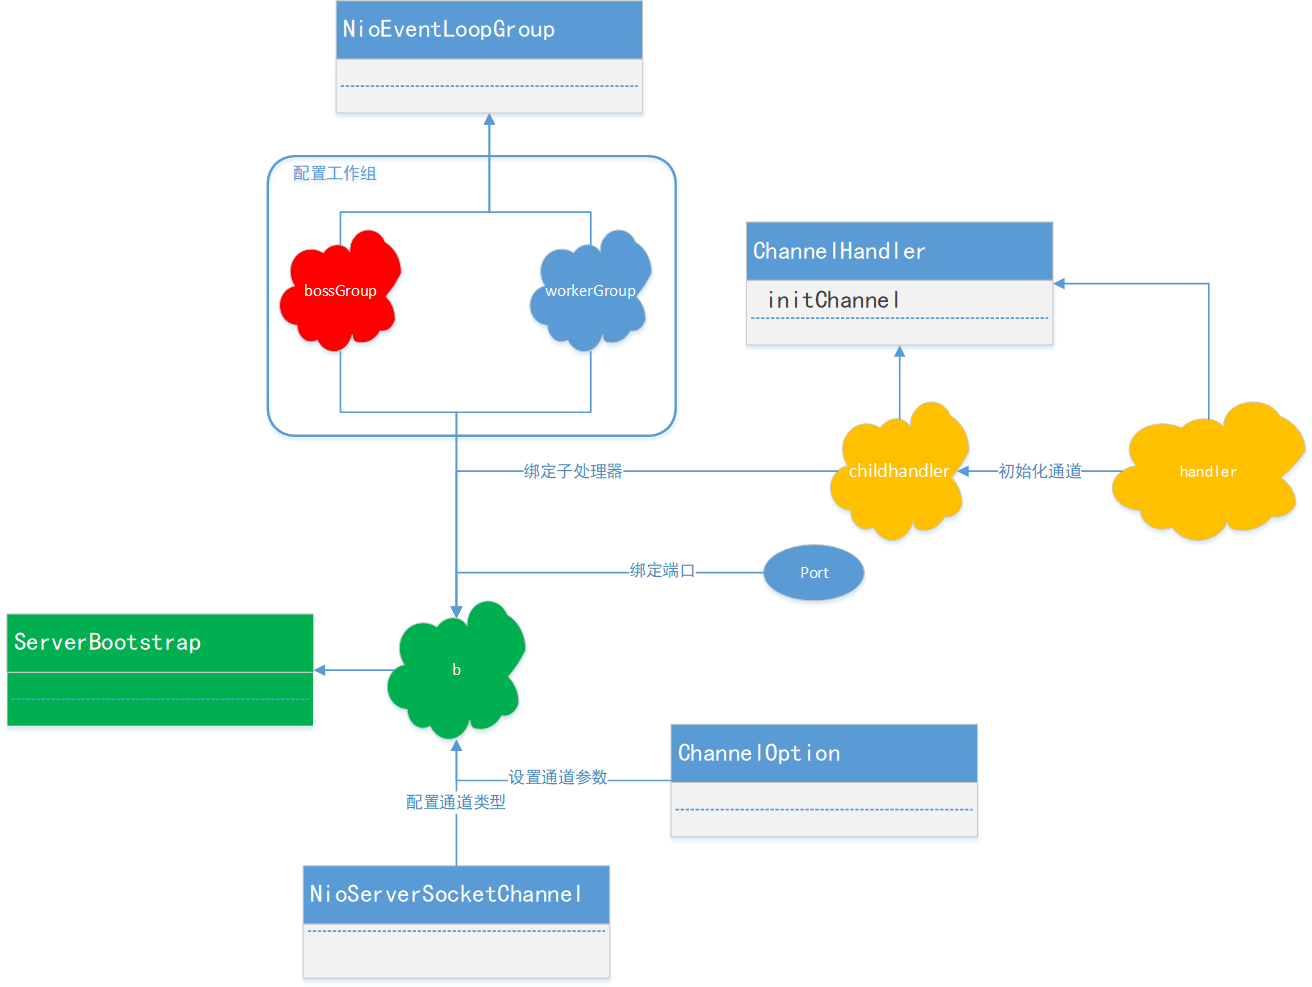 NioEventLoopGroup
配置工作组
bossGroup
workerGroup
ChannelHandler
initChannel
绑定子处理器
childhandler
初始化通道
handler
绑定端口
Port
ServerBootstrap
b
ChannelOption
设置通道参数
配置通道类型
NioServerSocketChannel